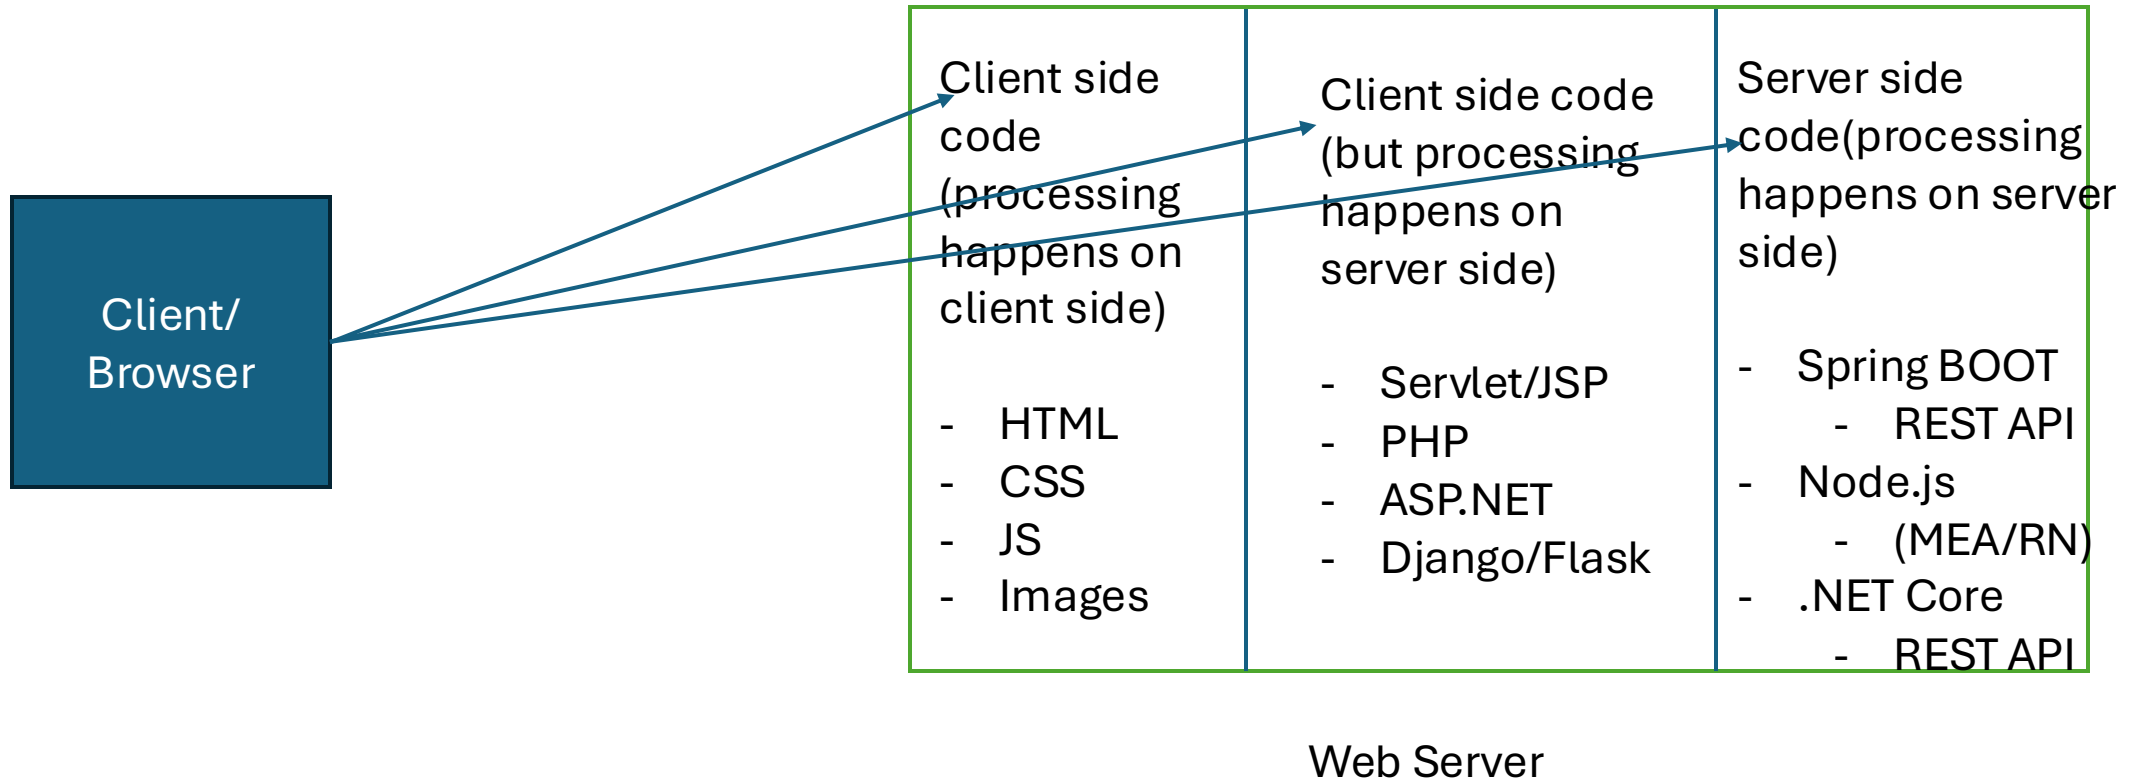 Client/
Browser
Client side
code
(processing
happens on
client side)
- HTML
- CSS
- JS
- Images
Client side code
(but processing
happens on
server side)
- Servlet/JSP
- PHP
- ASP.NET
- Django/Flask
Server side
code(processing
happens on server
side)
- Spring BOOT
- REST API
- Node.js
- (MEA/RN)
- .NET Core
- REST API
Web Server